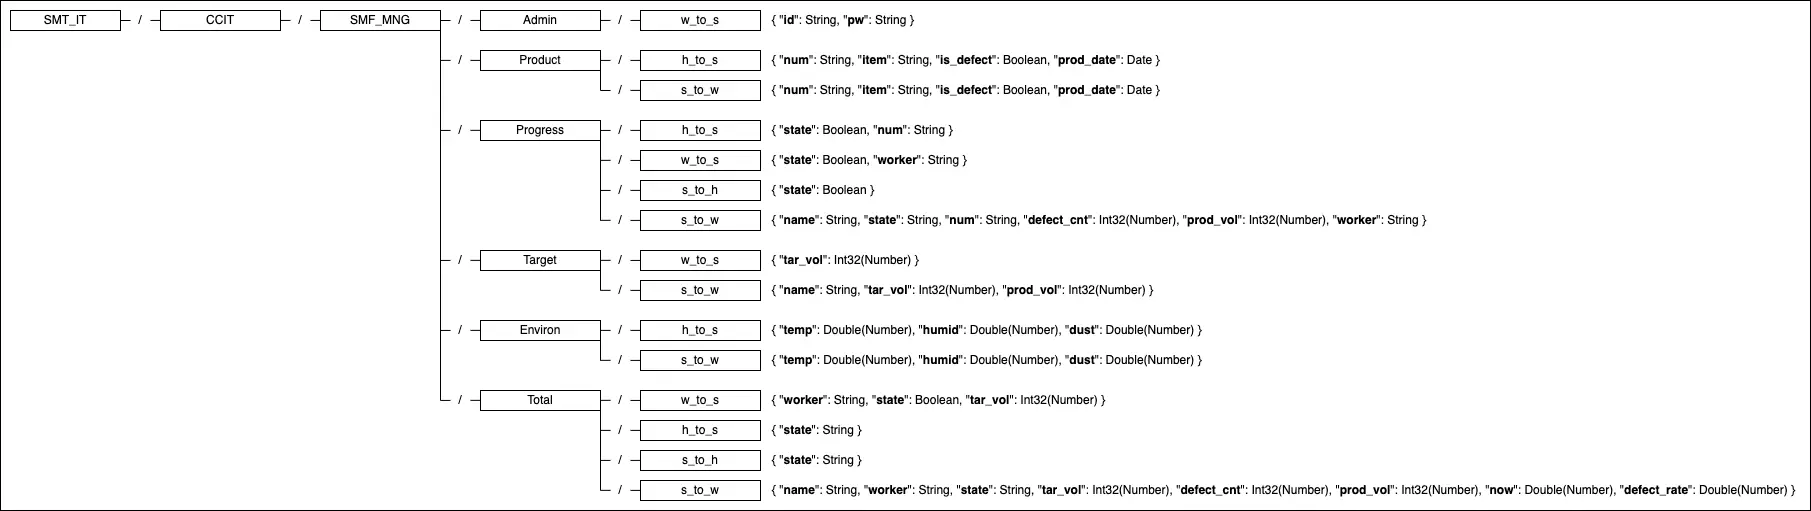 SMT_IT / CCIT / SMF_MNG / Admin / w_to_s { "id": String, "pw": String }
/ Product / h_to_s { "num": String, "item": String, "is_defect": Boolean, "prod_date": Date }
/ s_to_w { "num": String, "item": String, "is_defect": Boolean, "prod_date": Date }
/ Progress / h_to_s { "state": Boolean, "num": String }
/ w_to_s { "state": Boolean, "worker": String }
/ s_to_h { "state": Boolean }
/ s_to_w { "name": String, "state": String, "num": String, "defect_cnt": Int32(Number), "prod_vol": Int32(Number), "worker": String }
/ Target / w_to_s { "tar_vol": Int32(Number) }
/ s_to_w { "name": String, "tar_vol": Int32(Number), "prod_vol": Int32(Number) }
/ Environ / h_to_s { "temp": Double(Number), "humid": Double(Number), "dust": Double(Number) }
/ s_to_w { "temp": Double(Number), "humid": Double(Number), "dust": Double(Number) }
/ Total / w_to_s { "worker": String, "state": Boolean, "tar_vol": Int32(Number) }
/ h_to_s { "state": String }
/ s_to_h { "state": String }
/ s_to_w { "name": String, "worker": String, "state": String, "tar_vol": Int32(Number), "defect_cnt": Int32(Number), "prod_vol": Int32(Number), "now": Double(Number), "defect_rate": Double(Number) }